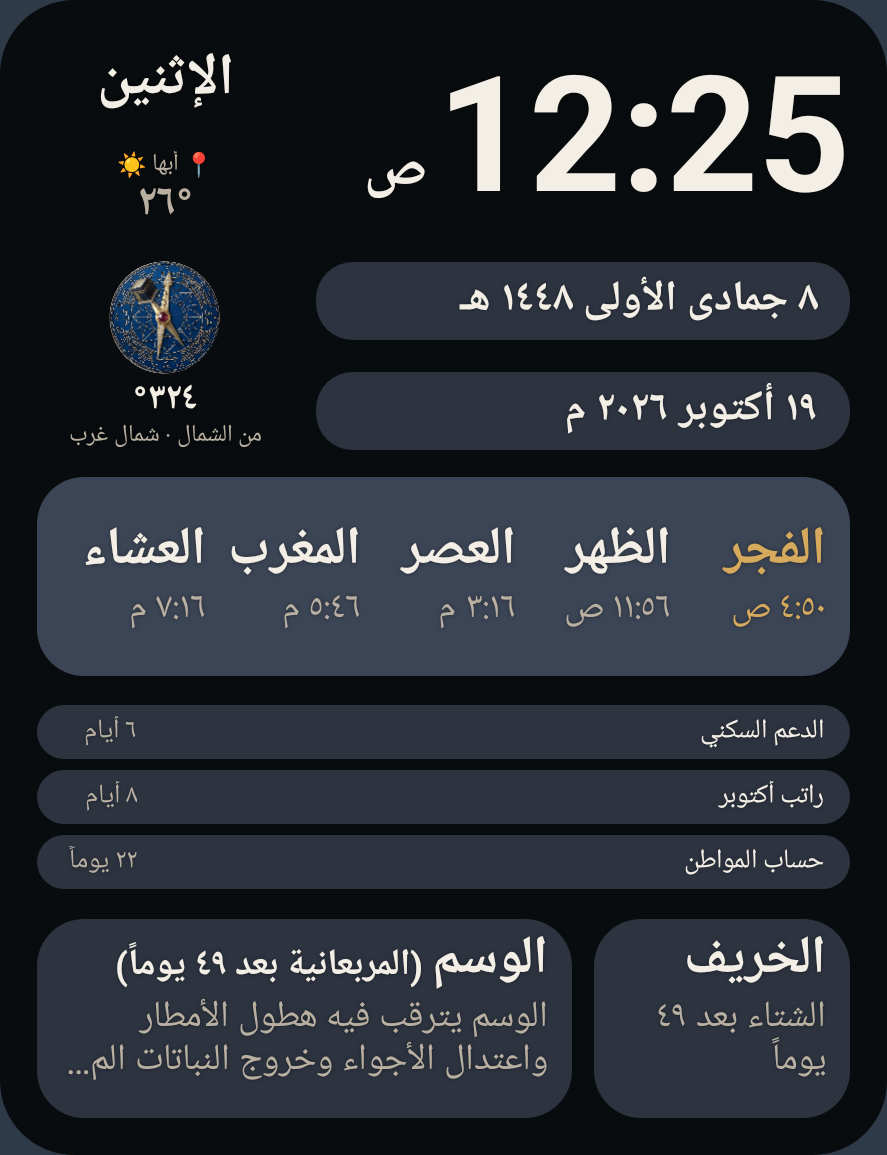 12:25 ص
الإثنين
📍 أبها ☀️
٢٦°
٨ جمادى الأولى ١٤٤٨ هـ
١٩ أكتوبر ٢٠٢٦ م
٣٢٤°
من الشمال · شمال غرب
الفجر الظهر العصر المغرب العشاء
٤:٥٠ ص ١١:٥٦ ص ٣:١٦ م ٥:٤٦ م ٧:١٦ م
الدعم السكني ٦ أيام
راتب أكتوبر ٨ أيام
حساب المواطن ٢٢ يوماً
الخريف
الشتاء بعد ٤٩
يوماً
الوسم (المربعانية بعد ٤٩ يوماً)
الوسم يترقب فيه هطول الأمطار
واعتدال الأجواء وخروج النباتات الم...